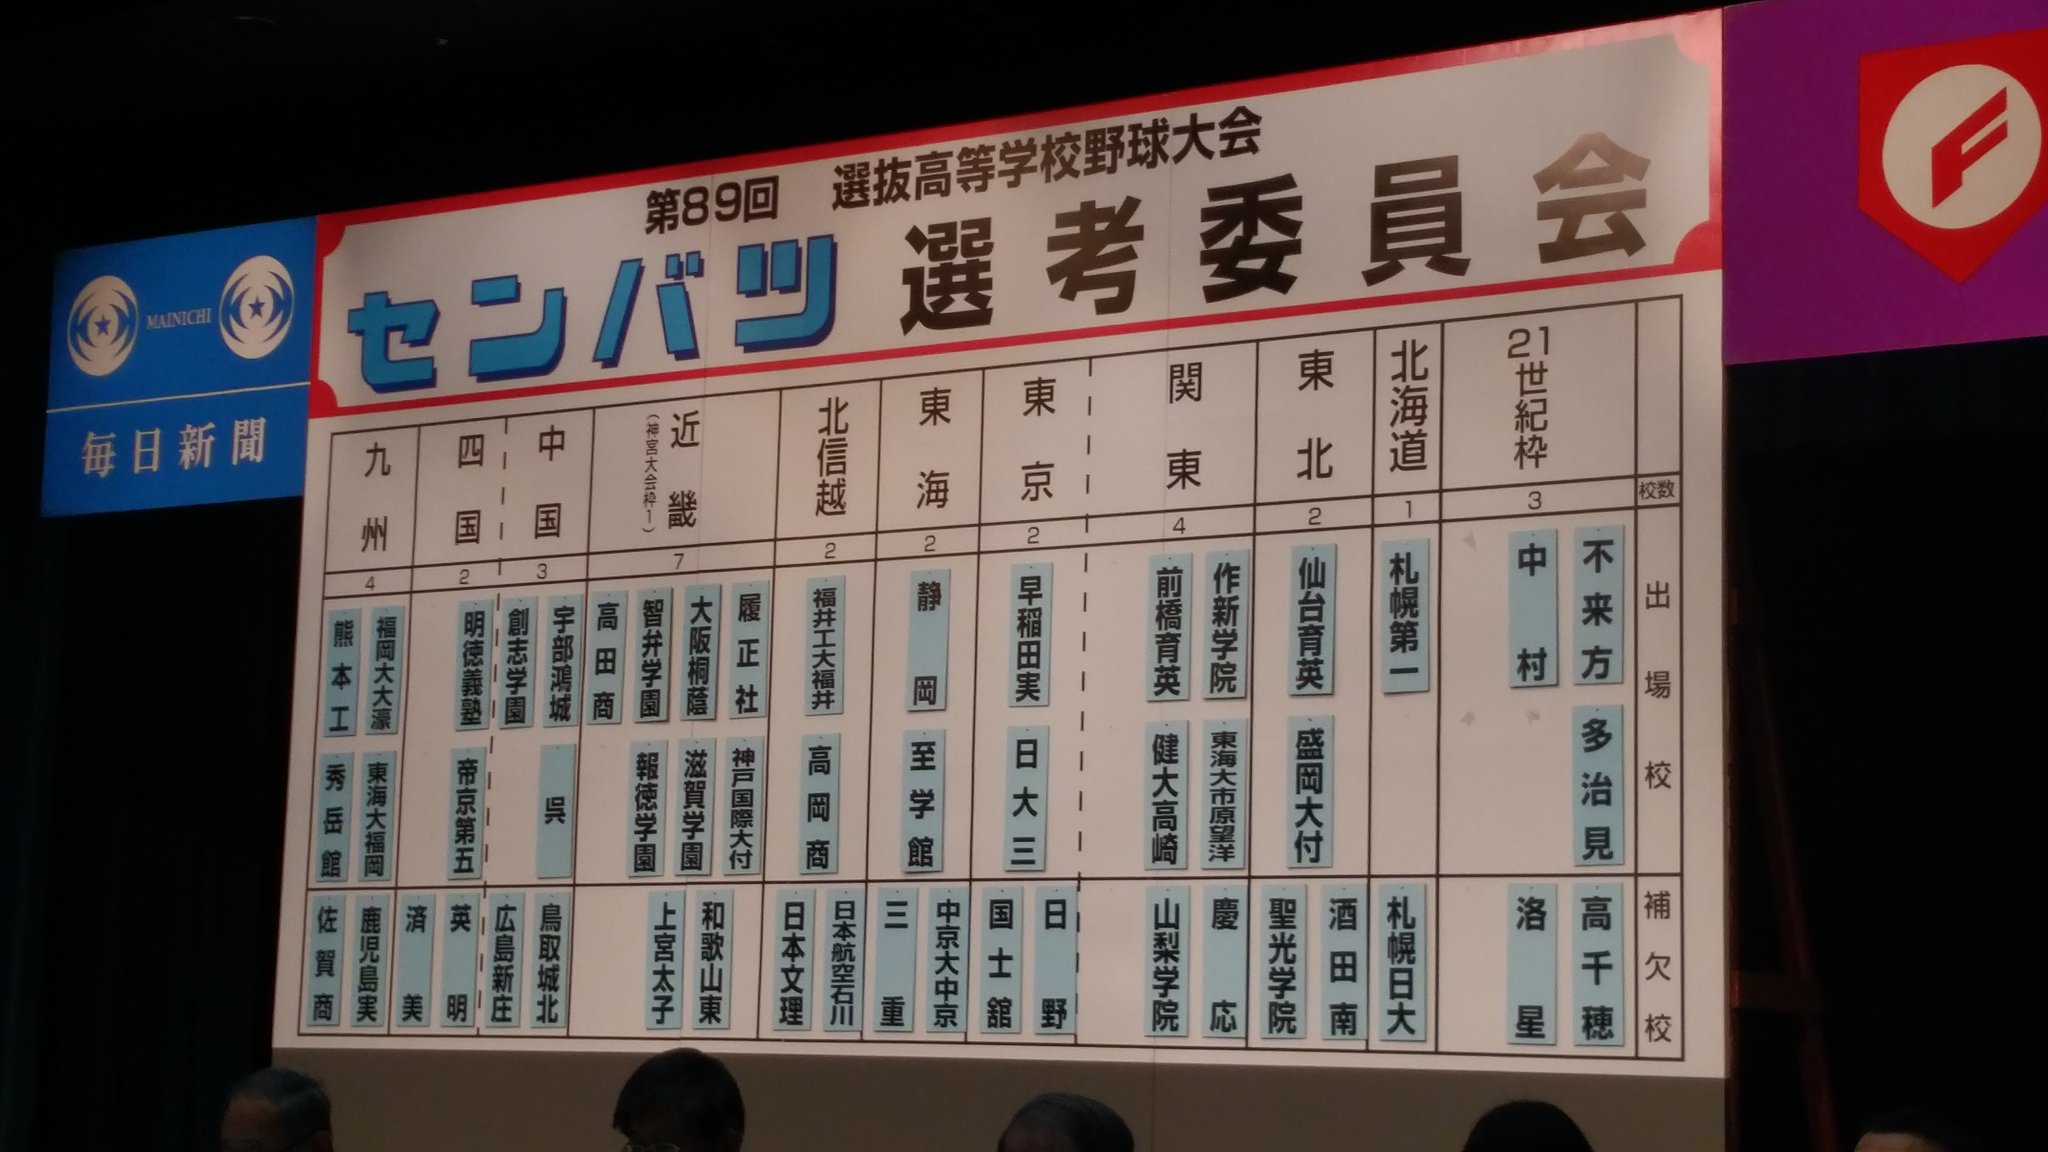 第89回 選抜高等学校野球大会
センバツ 選考委員会
MAINICHI
毎日新聞
F
校数
出場校
補欠校
21世紀枠
3
不来方
中村
多治見
高千穂
洛星
北海道
1
札幌第一
札幌日大
東北
2
仙台育英
盛岡大付
酒田南
聖光学院
関東
4
作新学院
前橋育英
東海大市原望洋
健大高崎
慶応
山梨学院
東京
2
早稲田実
日大三
日野
国士舘
東海
2
静岡
至学館
中京大中京
三重
北信越
2
福井工大福井
高岡商
日本航空石川
日本文理
近畿
(神宮大会枠1)
7
履正社
大阪桐蔭
智弁学園
高田商
神戸国際大付
滋賀学園
報徳学園
和歌山東
上宮太子
中国
3
宇部鴻城
創志学園
呉
鳥取城北
広島新庄
四国
2
明徳義塾
帝京第五
英明
済美
九州
4
福岡大大濠
熊本工
東海大福岡
秀岳館
鹿児島実
佐賀商